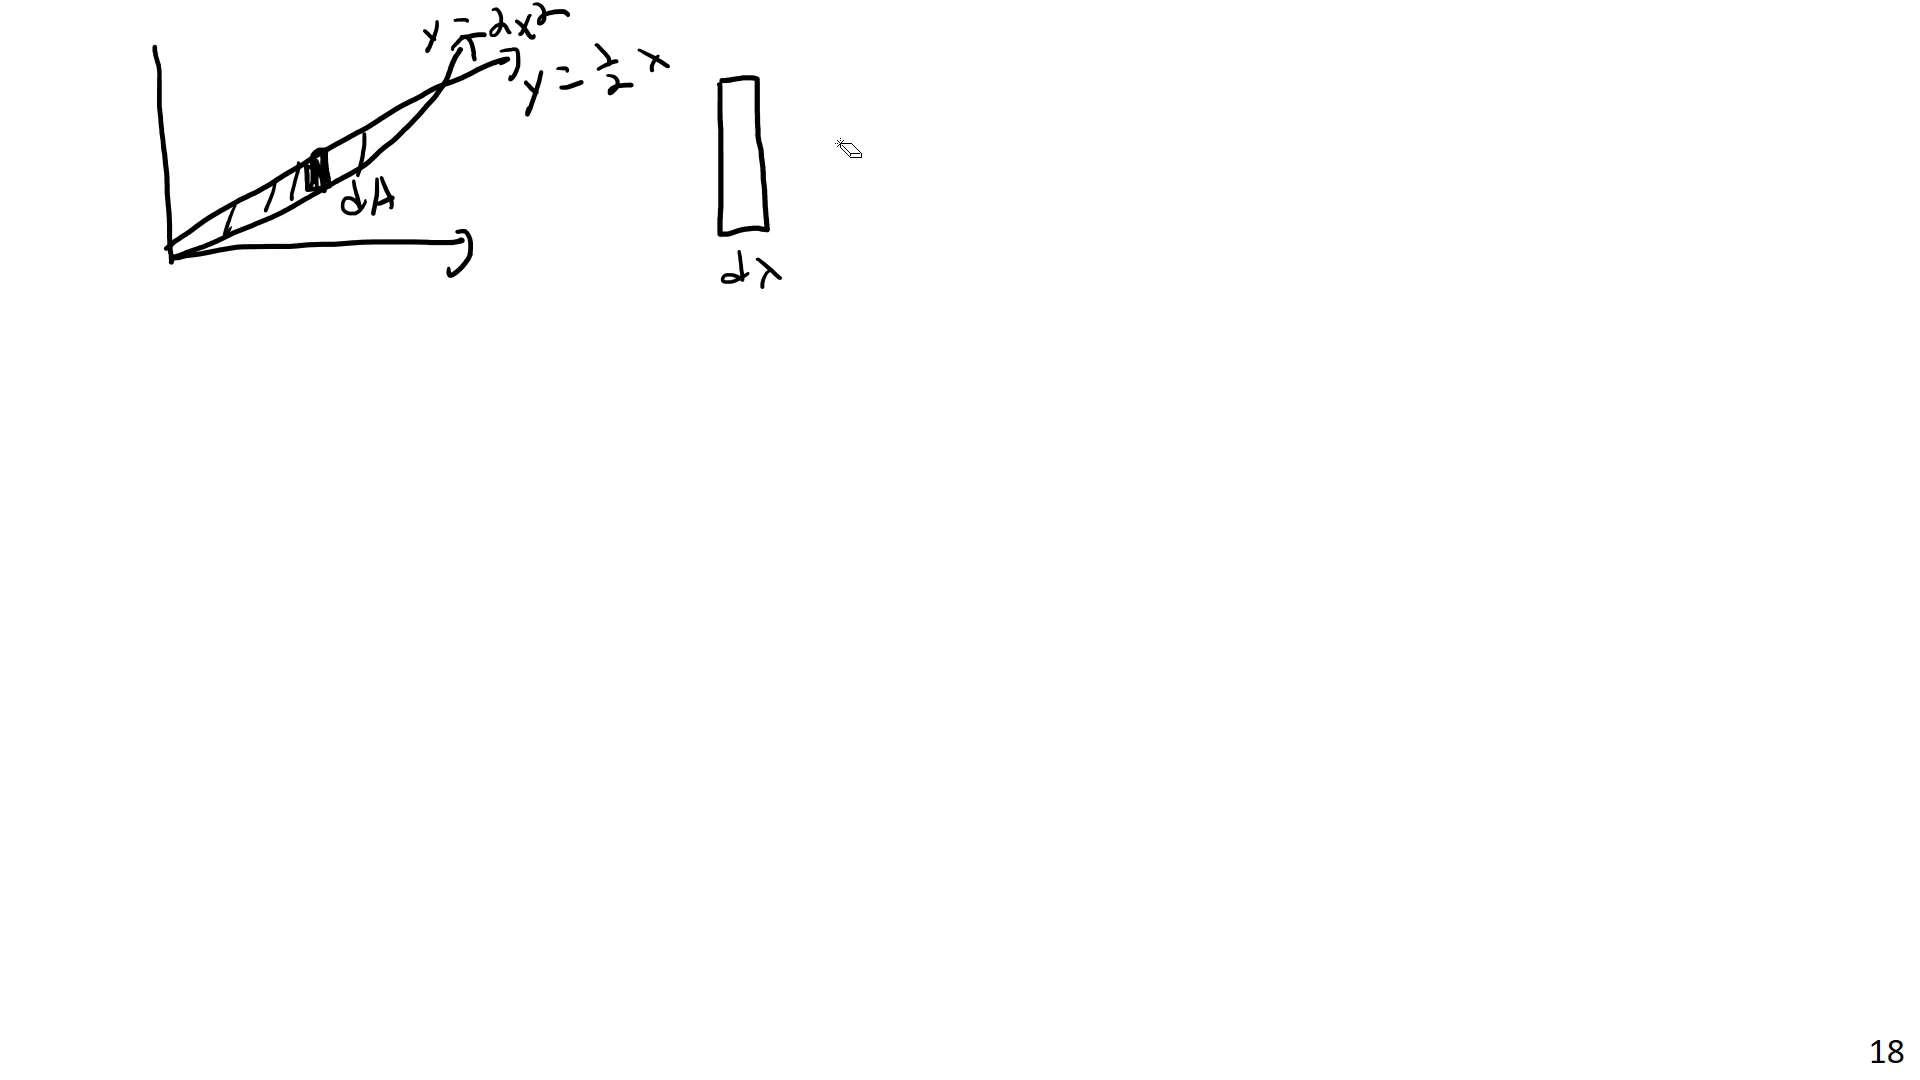 y = 2x²
y = 1/2 x
dA
dx
18